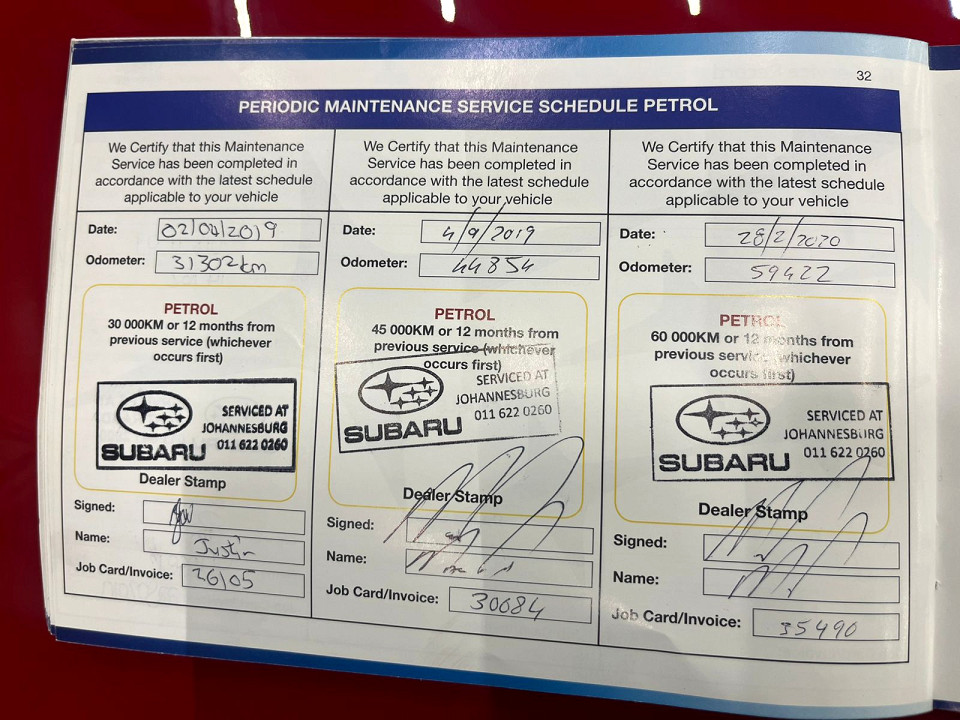 32
PERIODIC MAINTENANCE SERVICE SCHEDULE PETROL
We Certify that this Maintenance
Service has been completed in
accordance with the latest schedule
applicable to your vehicle
Date: 02/04/2019
Odometer: 31302km
PETROL
30 000KM or 12 months from
previous service (whichever
occurs first)
SUBARU
SERVICED AT
JOHANNESBURG
011 622 0260
Dealer Stamp
Signed:
Name: Justin
Job Card/Invoice: 26105
We Certify that this Maintenance
Service has been completed in
accordance with the latest schedule
applicable to your vehicle
Date: 4/9/2019
Odometer: 44854
PETROL
45 000KM or 12 months from
previous service (whichever
occurs first)
SUBARU
SERVICED AT
JOHANNESBURG
011 622 0260
Dealer Stamp
Signed:
Name:
Job Card/Invoice: 30684
We Certify that this Maintenance
Service has been completed in
accordance with the latest schedule
applicable to your vehicle
Date: 28/2/2020
Odometer: 59422
PETROL
60 000KM or 12 months from
previous service (whichever
occurs first)
SUBARU
SERVICED AT
JOHANNESBURG
011 622 0260
Dealer Stamp
Signed:
Name:
Job Card/Invoice: 35490